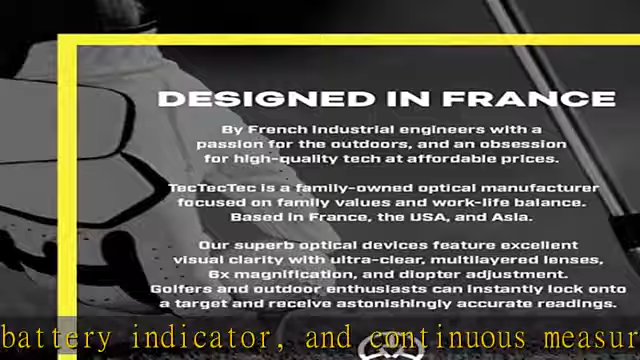 DESIGNED IN FRANCE
By French industrial engineers with a
passion for the outdoors, and an obsession
for high-quality tech at affordable prices.
TecTecTec is a family-owned optical manufacturer
focused on family values and work-life balance.
Based in France, the USA, and Asia.
Our superb optical devices feature excellent
visual clarity with ultra-clear, multilayered lenses,
6x magnification, and diopter adjustment.
Golfers and outdoor enthusiasts can instantly lock onto
a target and receive astonishingly accurate readings.
battery indicator, and continuous measur